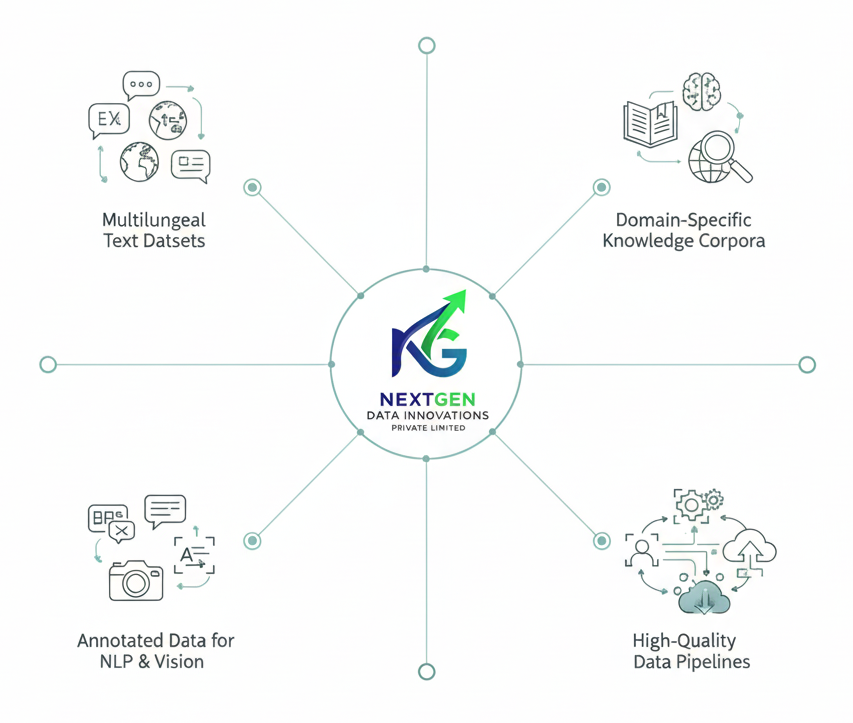 EX
Multilungeal
Text Datsets
Domain-Specific
Knowledge Corpora
NEXTGEN
DATA INNOVATIONS
PRIVATE LIMITED
A
Annotated Data for
NLP & Vision
High-Quality
Data Pipelines